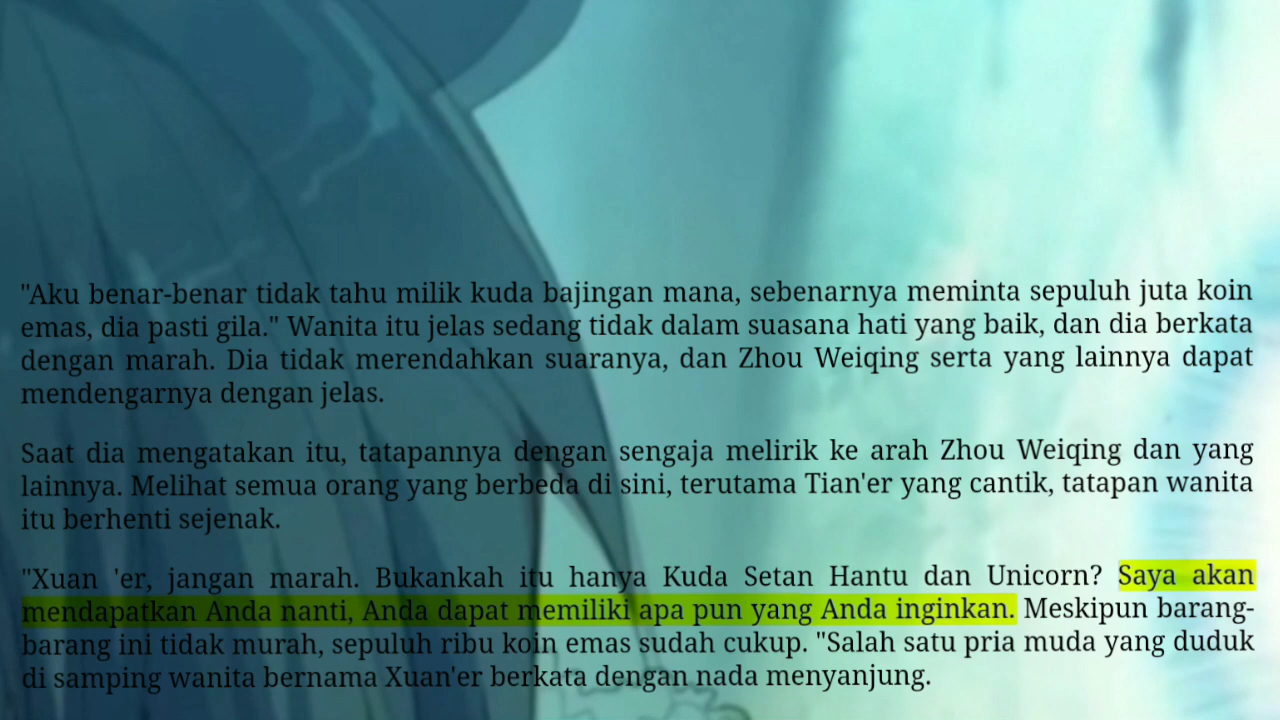 "Aku benar-benar tidak tahu milik kuda bajingan mana, sebenarnya meminta sepuluh juta koin
emas, dia pasti gila." Wanita itu jelas sedang tidak dalam suasana hati yang baik, dan dia berkata
dengan marah. Dia tidak merendahkan suaranya, dan Zhou Weiqing serta yang lainnya dapat
mendengarnya dengan jelas.
Saat dia mengatakan itu, tatapannya dengan sengaja melirik ke arah Zhou Weiqing dan yang
lainnya. Melihat semua orang yang berbeda di sini, terutama Tian'er yang cantik, tatapan wanita
itu berhenti sejenak.
"Xuan 'er, jangan marah. Bukankah itu hanya Kuda Setan Hantu dan Unicorn? Saya akan
mendapatkan Anda nanti, Anda dapat memiliki apa pun yang Anda inginkan. Meskipun barang-
barang ini tidak murah, sepuluh ribu koin emas sudah cukup. "Salah satu pria muda yang duduk
di samping wanita bernama Xuan'er berkata dengan nada menyanjung.